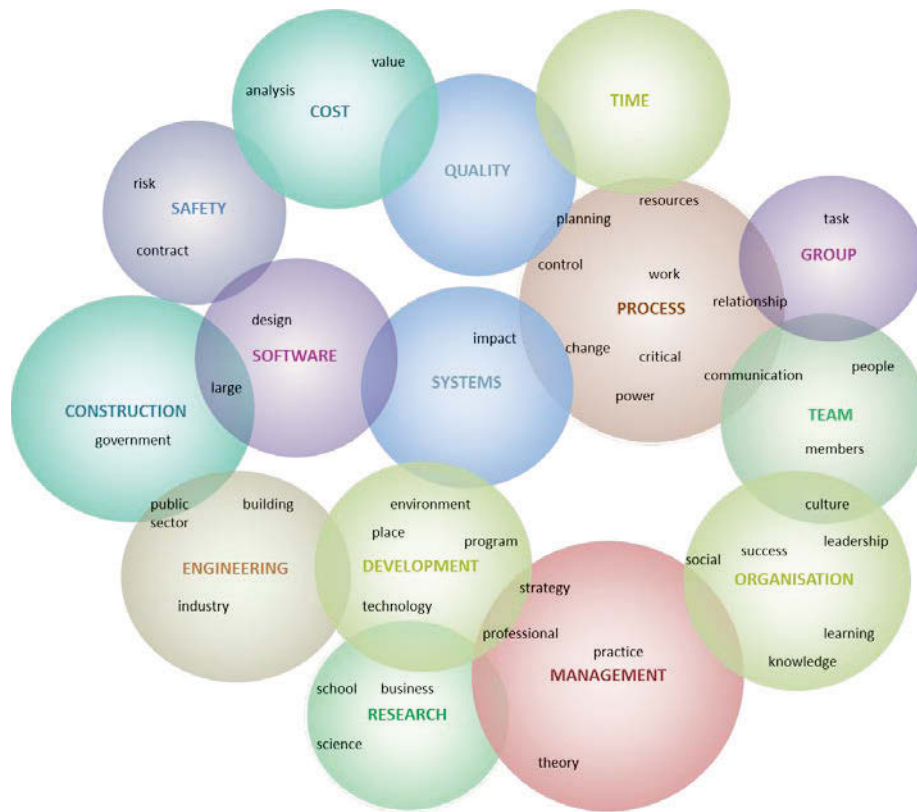 value
analysis
COST
TIME
QUALITY
risk
SAFETY
contract
planning
resources
control
work
PROCESS
relationship
change
critical
power
communication
task
GROUP
people
TEAM
members
design
SOFTWARE
large
impact
SYSTEMS
CONSTRUCTION
government
public
sector
building
ENGINEERING
industry
environment
place
program
DEVELOPMENT
technology
strategy
professional
practice
MANAGEMENT
theory
culture
leadership
success
social
ORGANISATION
learning
knowledge
school
business
RESEARCH
science